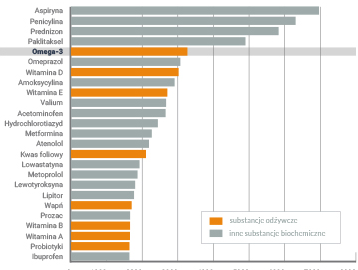 Aspiryna
Penicylina
Prednizon
Paklitaksel
Omega-3
Omeprazol
Witamina D
Amoksycylina
Witamina E
Valium
Acetominofen
Hydrochlorotiazyd
Metformina
Atenolol
Kwas foliowy
Lowastatyna
Metoprolol
Lewotyroksyna
Lipitor
Wapń
Prozac
Witamina B
Witamina A
Probiotyki
Ibuprofen
substancje odżywcze
inne substancje biochemiczne